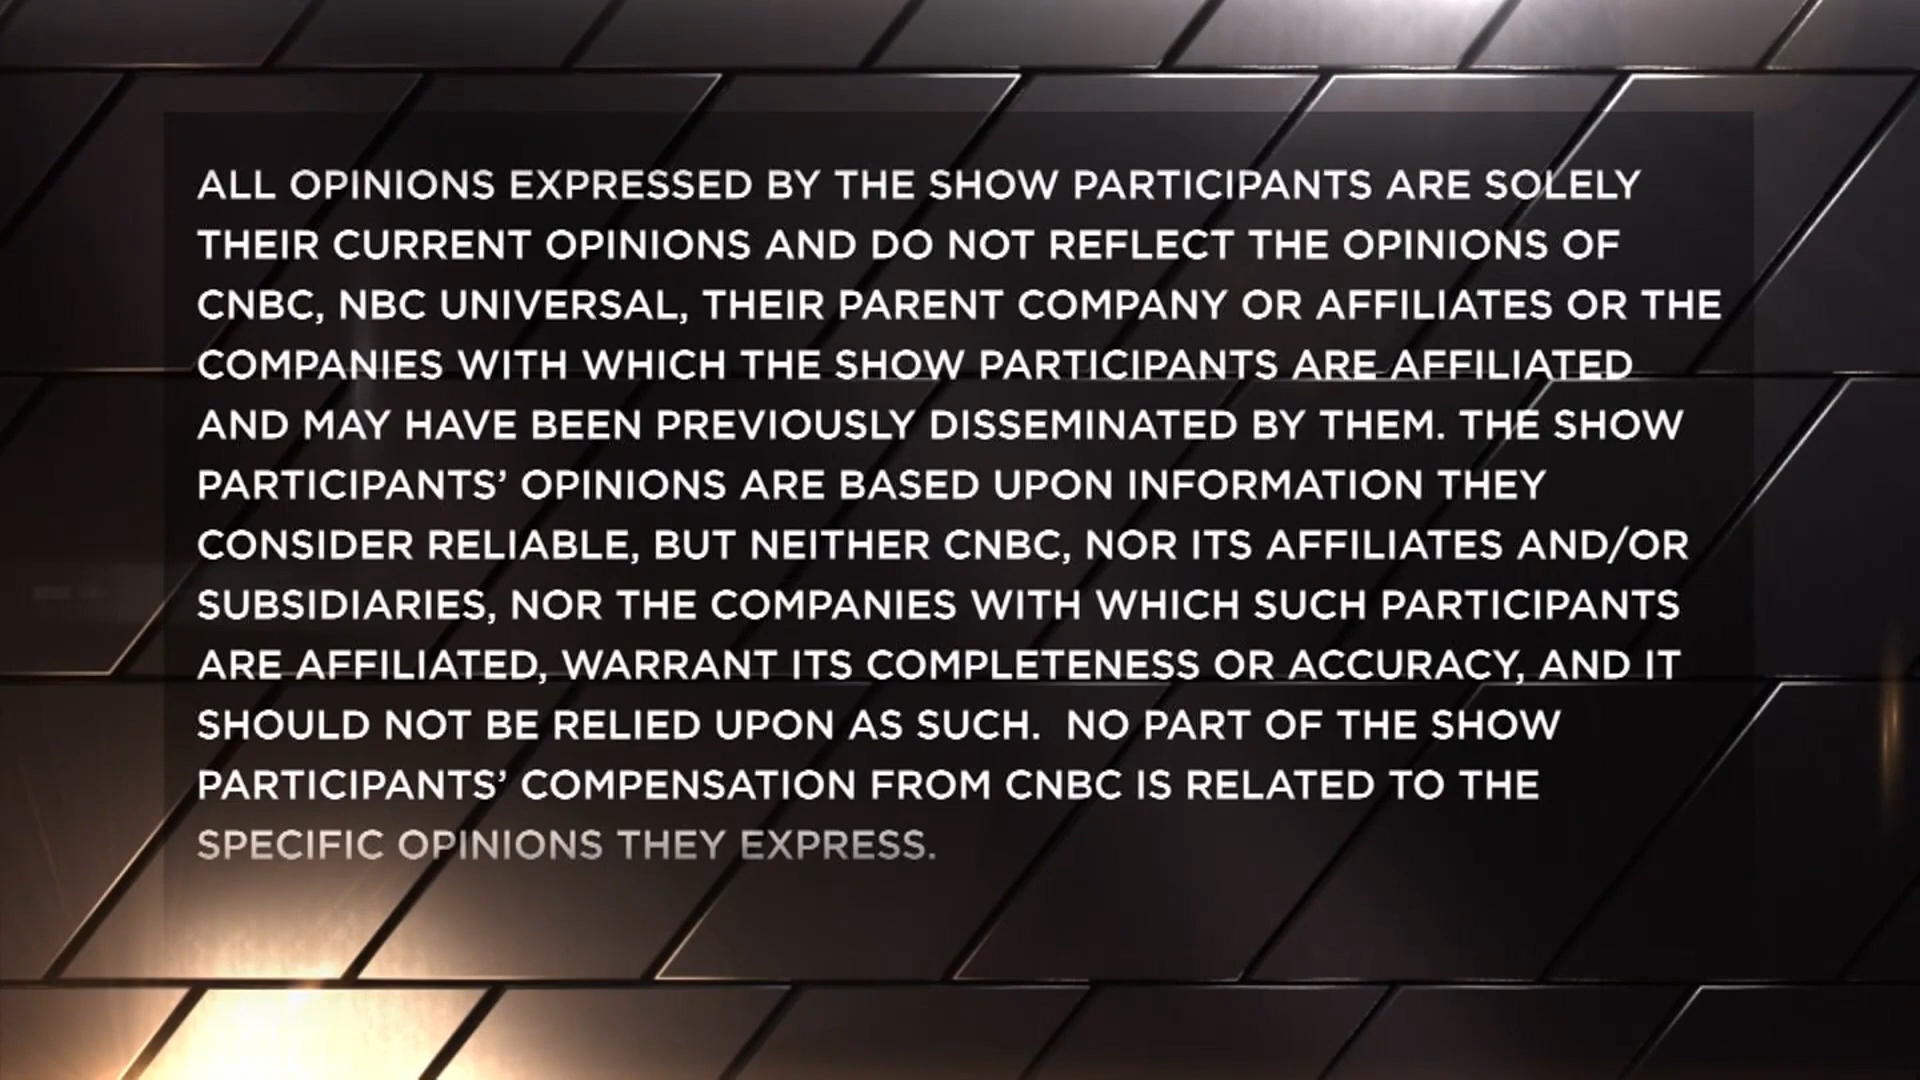 ALL OPINIONS EXPRESSED BY THE SHOW PARTICIPANTS ARE SOLELY
THEIR CURRENT OPINIONS AND DO NOT REFLECT THE OPINIONS OF
CNBC, NBC UNIVERSAL, THEIR PARENT COMPANY OR AFFILIATES OR THE
COMPANIES WITH WHICH THE SHOW PARTICIPANTS ARE AFFILIATED
AND MAY HAVE BEEN PREVIOUSLY DISSEMINATED BY THEM. THE SHOW
PARTICIPANTS’ OPINIONS ARE BASED UPON INFORMATION THEY
CONSIDER RELIABLE, BUT NEITHER CNBC, NOR ITS AFFILIATES AND/OR
SUBSIDIARIES, NOR THE COMPANIES WITH WHICH SUCH PARTICIPANTS
ARE AFFILIATED, WARRANT ITS COMPLETENESS OR ACCURACY, AND IT
SHOULD NOT BE RELIED UPON AS SUCH.  NO PART OF THE SHOW
PARTICIPANTS’ COMPENSATION FROM CNBC IS RELATED TO THE
SPECIFIC OPINIONS THEY EXPRESS.